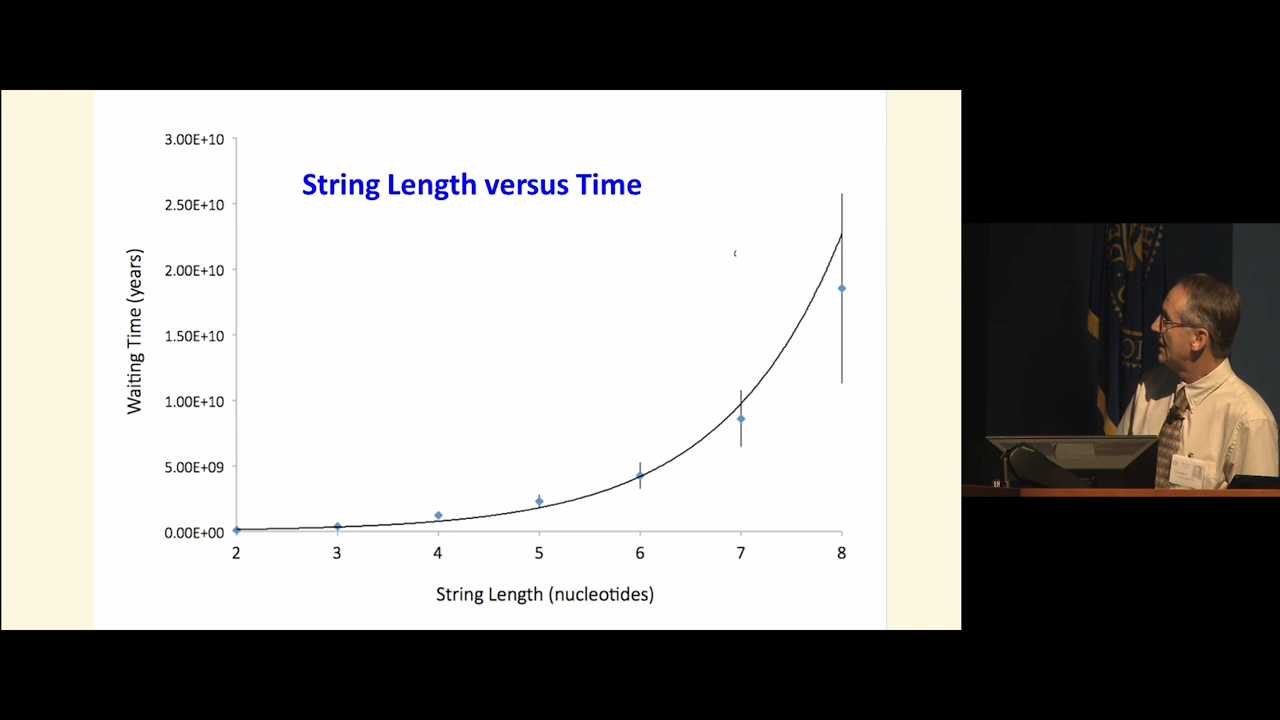 String Length versus Time
Waiting Time (years)
3.00E+10
2.50E+10
2.00E+10
1.50E+10
1.00E+10
5.00E+09
0.00E+00
2 3 4 5 6 7 8
String Length (nucleotides)
18